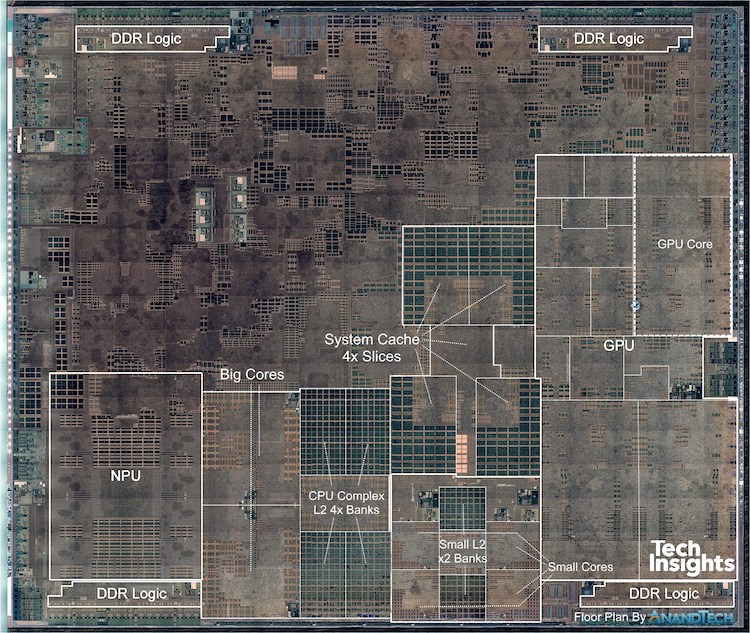 DDR Logic
DDR Logic
GPU Core
System Cache
4x Slices
GPU
Big Cores
NPU
CPU Complex
L2 4x Banks
Small L2
x2 Banks
Small Cores
Tech
Insights
DDR Logic
DDR Logic
Floor Plan By ANANDTECH